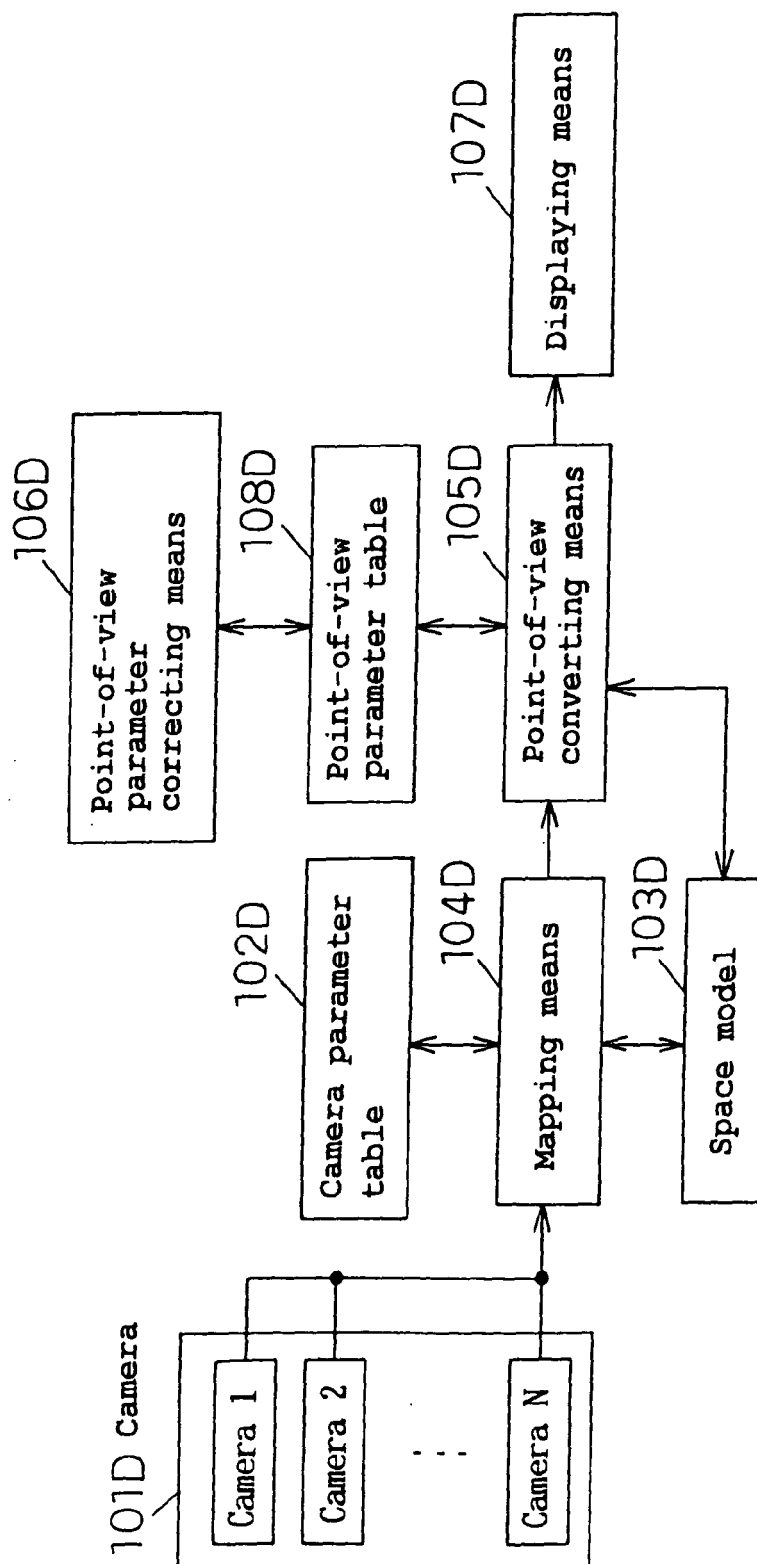 101D Camera
Camera 1
Camera 2
. . .
Camera N
102D
Camera parameter
table
104D
Mapping means
103D
Space model
106D
Point-of-view
parameter
correcting means
108D
Point-of-view
parameter table
105D
Point-of-view
converting means
107D
Displaying means